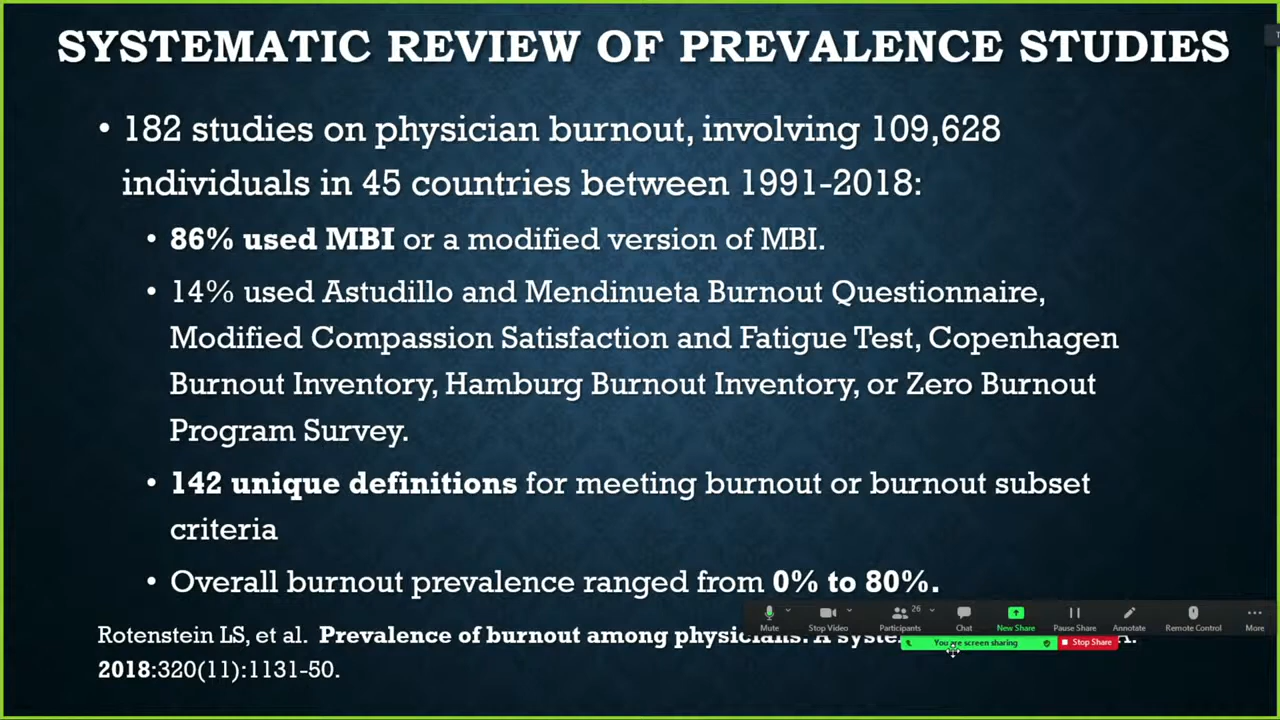 SYSTEMATIC REVIEW OF PREVALENCE STUDIES
• 182 studies on physician burnout, involving 109,628
individuals in 45 countries between 1991-2018:
• 86% used MBI or a modified version of MBI.
• 14% used Astudillo and Mendinueta Burnout Questionnaire,
Modified Compassion Satisfaction and Fatigue Test, Copenhagen
Burnout Inventory, Hamburg Burnout Inventory, or Zero Burnout
Program Survey.
• 142 unique definitions for meeting burnout or burnout subset
criteria
• Overall burnout prevalence ranged from 0% to 80%.
26
Mute Stop Video Participants Chat New Share Pause Share Annotate Remote Control More
Rotenstein LS, et al. Prevalence of burnout among physicians. A
You are screen sharing Stop Share
2018:320(11):1131-50.